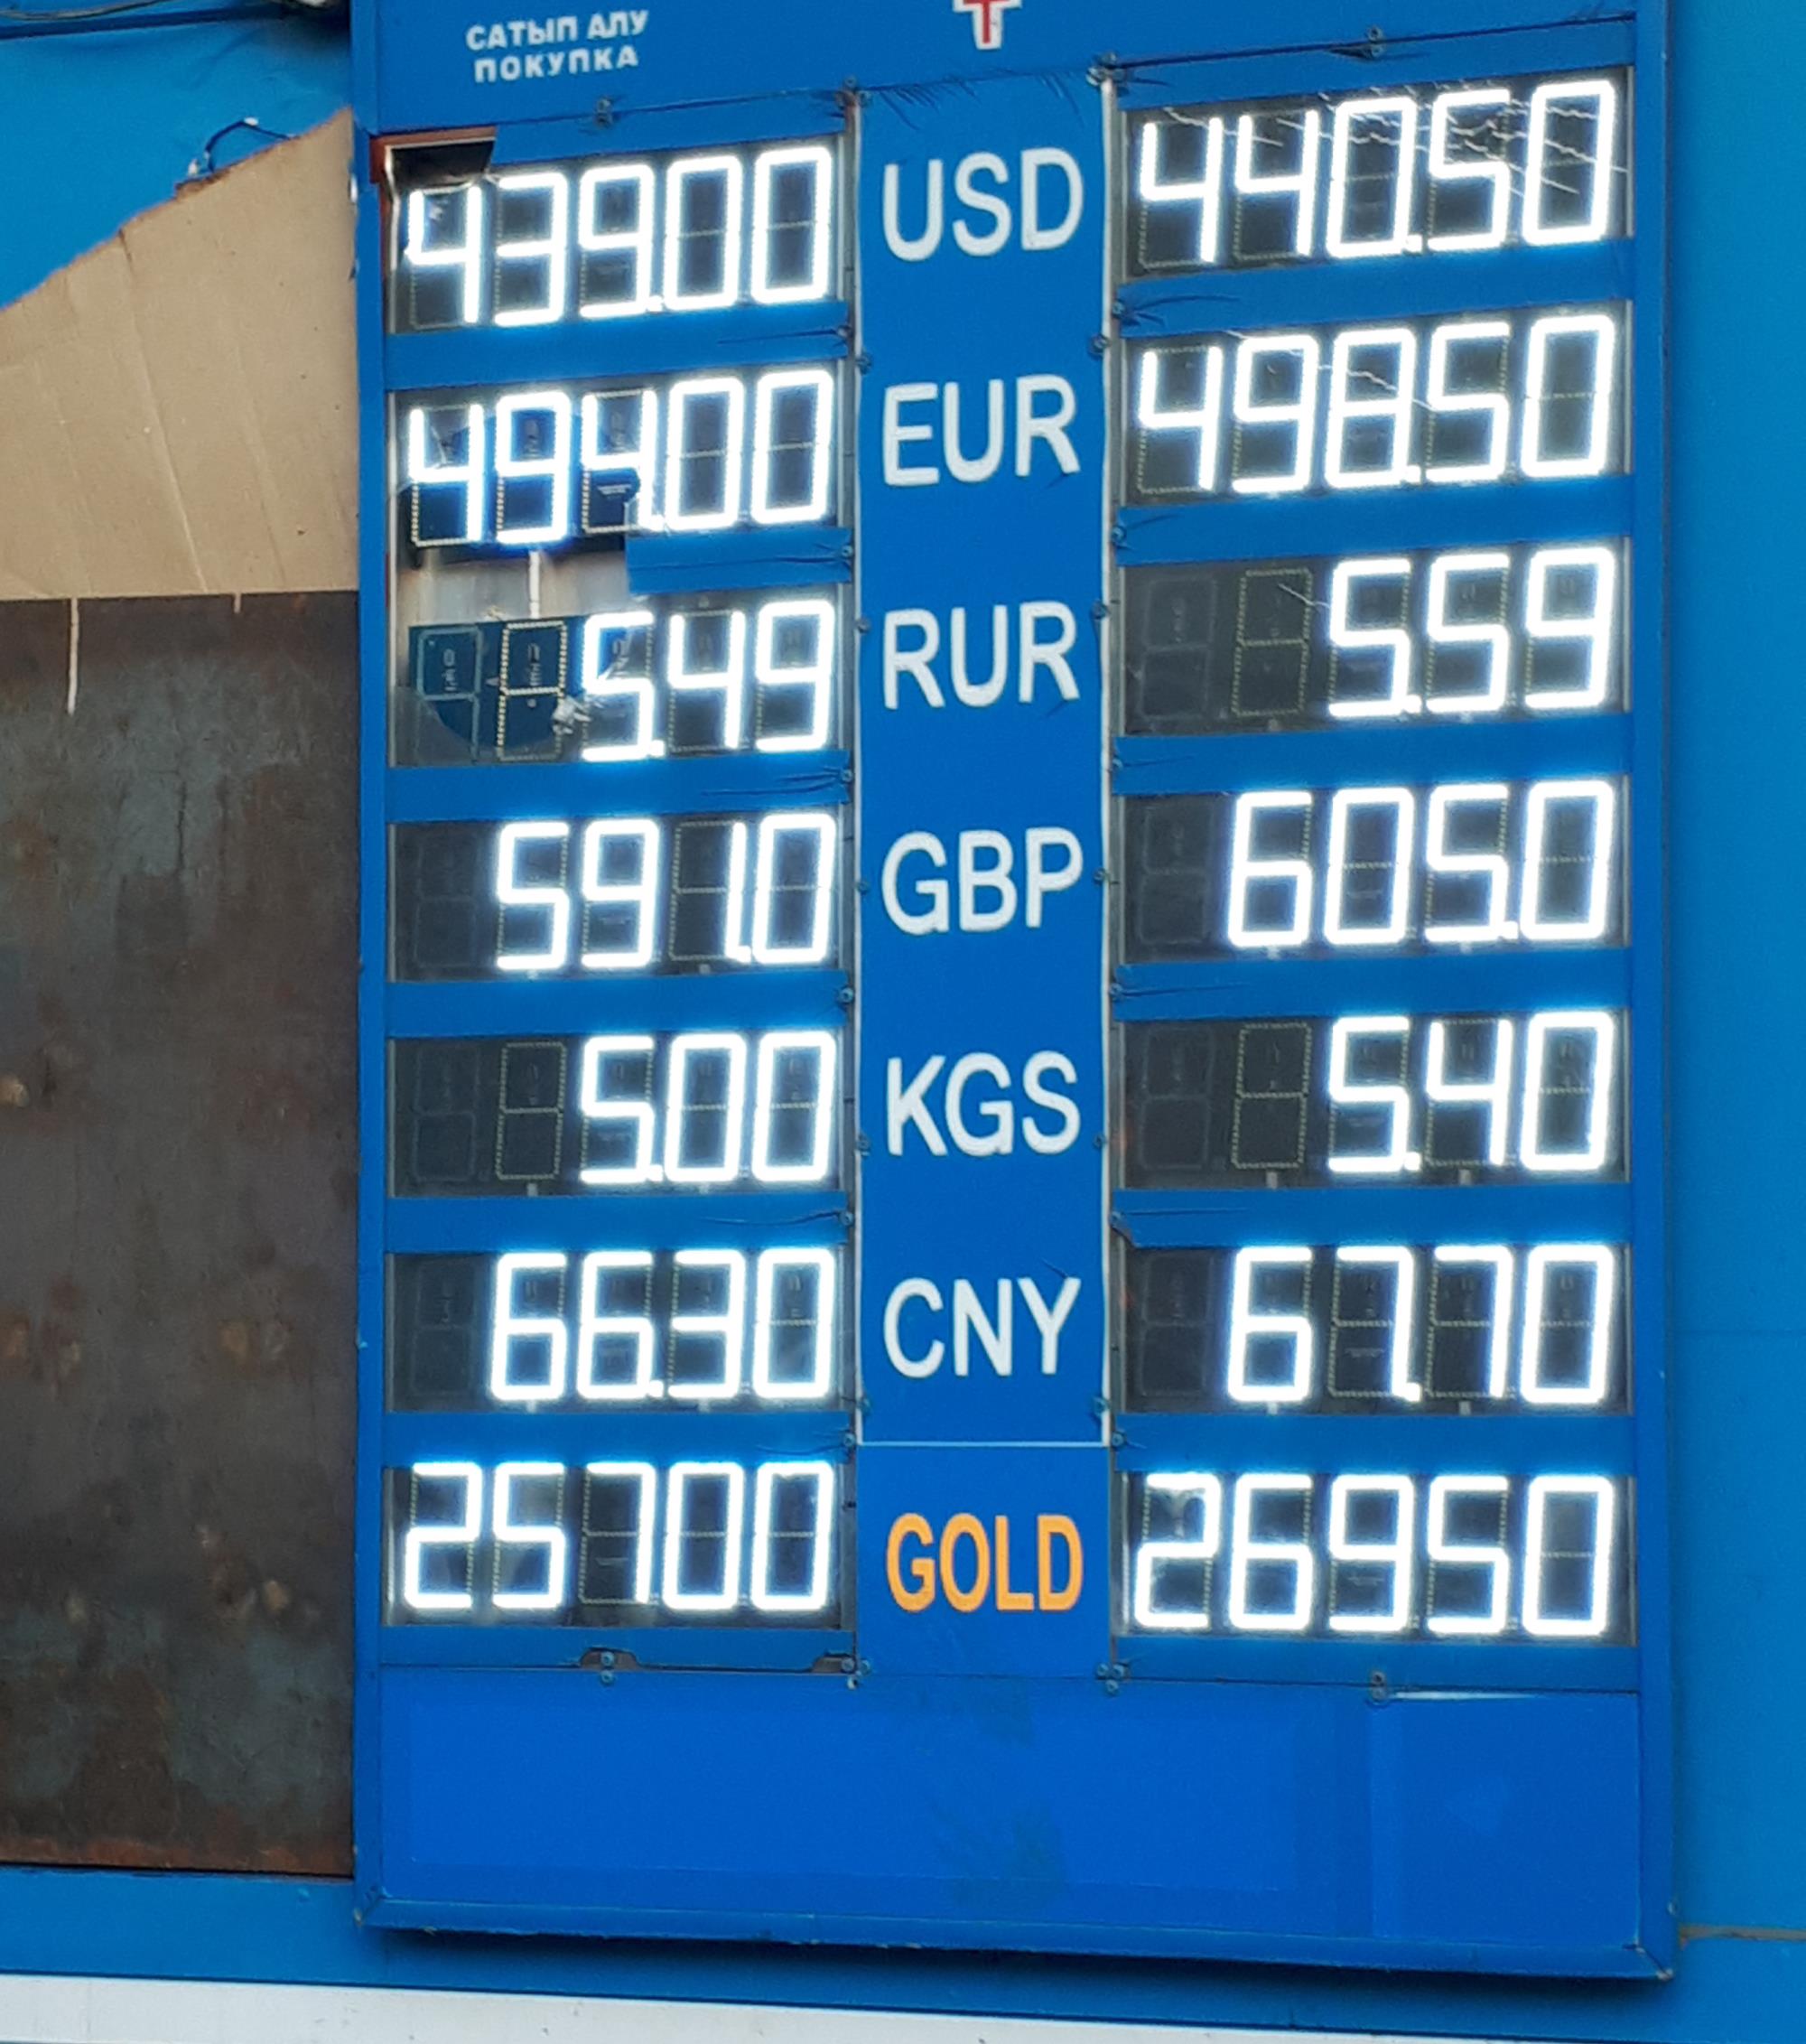 САТЫП АЛУ
ПОКУПКА
439.00 USD 440.50
494.00 EUR 498.50
5.49 RUR 5.59
591.0 GBP 605.0
5.00 KGS 5.40
66.30 CNY 67.70
25700 GOLD 26950